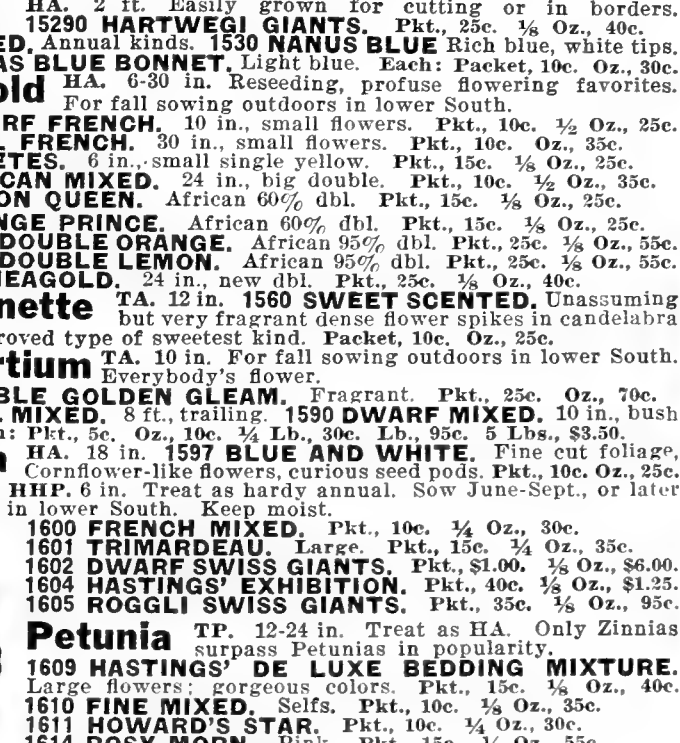 HA. 2 ft. Easily grown for cutting or in borders.
15290 HARTWEGI GIANTS. Pkt., 25c. ⅛ Oz., 40c.
ED. Annual kinds. 1530 NANUS BLUE Rich blue, white tips.
AS BLUE BONNET. Light blue. Each: Packet, 10c. Oz., 30c.
old HA. 6-30 in. Reseeding, profuse flowering favorites.
For fall sowing outdoors in lower South.
RF FRENCH. 10 in., small flowers. Pkt., 10c. ½ Oz., 25c.
L FRENCH. 30 in., small flowers. Pkt., 10c. Oz., 35c.
ETES. 6 in., small single yellow. Pkt., 15c. ⅛ Oz., 25c.
CAN MIXED. 24 in., big double. Pkt., 10c. ½ Oz., 35c.
ON QUEEN. African 60% dbl. Pkt., 15c. ⅛ Oz., 25c.
NGE PRINCE. African 60% dbl. Pkt., 15c. ⅛ Oz., 25c.
DOUBLE ORANGE. African 95% dbl. Pkt., 25c. ⅛ Oz., 55c.
DOUBLE LEMON. African 95% dbl. Pkt., 25c. ⅛ Oz., 55c.
NEAGOLD. 24 in., new dbl. Pkt., 25c. ⅛ Oz., 40c.
nette TA. 12 in. 1560 SWEET SCENTED. Unassuming
but very fragrant dense flower spikes in candelabra
roved type of sweetest kind. Packet, 10c. Oz., 25c.
rtium TA. 10 in. For fall sowing outdoors in lower South.
Everybody's flower.
BLE GOLDEN GLEAM. Fragrant. Pkt., 25c. Oz., 70c.
MIXED. 8 ft., trailing. 1590 DWARF MIXED. 10 in., bush
h: Pkt., 5c. Oz., 10c. ¼ Lb., 30c. Lb., 95c. 5 Lbs., $3.50.
HA. 18 in. 1597 BLUE AND WHITE. Fine cut foliage,
Cornflower-like flowers, curious seed pods. Pkt., 10c. Oz., 25c.
HHP. 6 in. Treat as hardy annual. Sow June-Sept., or later
in lower South. Keep moist.
1600 FRENCH MIXED. Pkt., 10c. ¼ Oz., 30c.
1601 TRIMARDEAU. Large. Pkt., 15c. ¼ Oz., 35c.
1602 DWARF SWISS GIANTS. Pkt., $1.00. ⅛ Oz., $6.00.
1604 HASTINGS' EXHIBITION. Pkt., 40c. ⅛ Oz., $1.25.
1605 ROGGLI SWISS GIANTS. Pkt., 35c. ⅛ Oz., 95c.
Petunia TP. 12-24 in. Treat as HA. Only Zinnias
surpass Petunias in popularity.
1609 HASTINGS' DE LUXE BEDDING MIXTURE.
Large flowers; gorgeous colors. Pkt., 15c. ⅛ Oz., 40c.
1610 FINE MIXED. Selfs. Pkt., 10c. ⅛ Oz., 35c.
1611 HOWARD'S STAR. Pkt., 10c. ¼ Oz., 30c.
1614 ROSY MORN. Pink. Pkt., 15c. ¼ Oz., 55c.